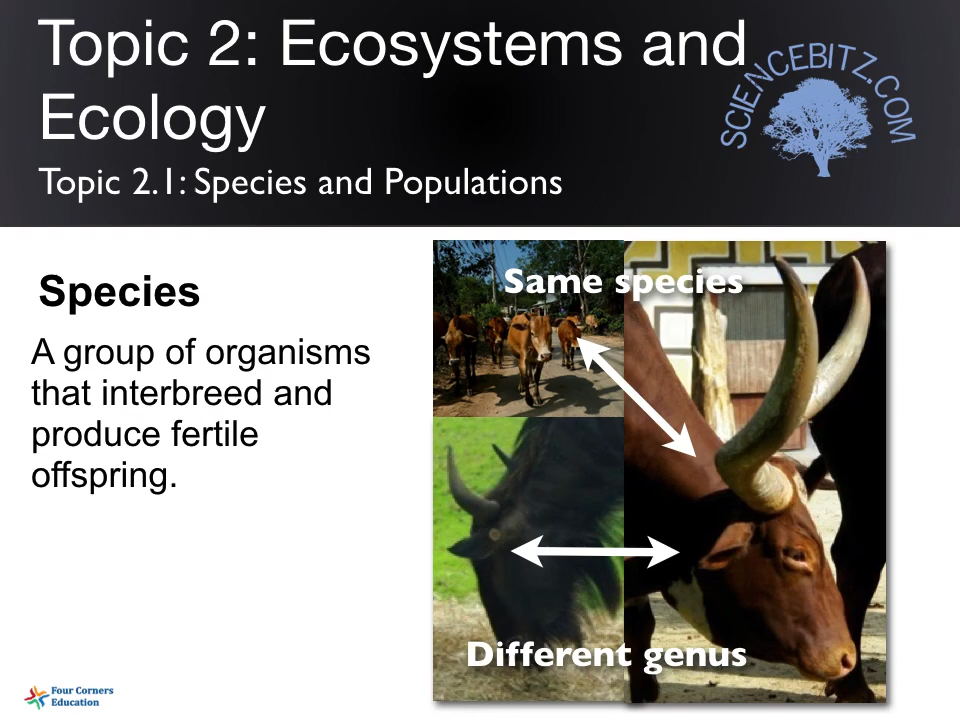 Topic 2: Ecosystems and
Ecology
SCIENCEBITZ.COM
Topic 2.1: Species and Populations
Species
A group of organisms
that interbreed and
produce fertile
offspring.
Same species
Different genus
Four Corners
Education